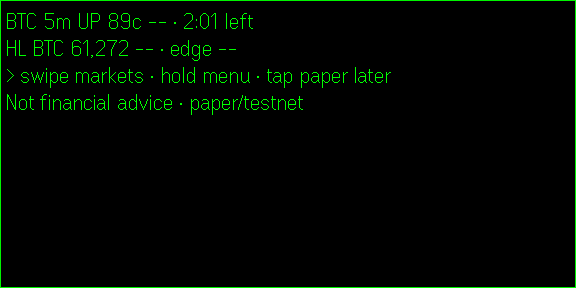 BTC 5m UP 89c -- · 2:01 left
HL BTC 61,272 -- · edge --
> swipe markets · hold menu · tap paper later
Not financial advice · paper/testnet